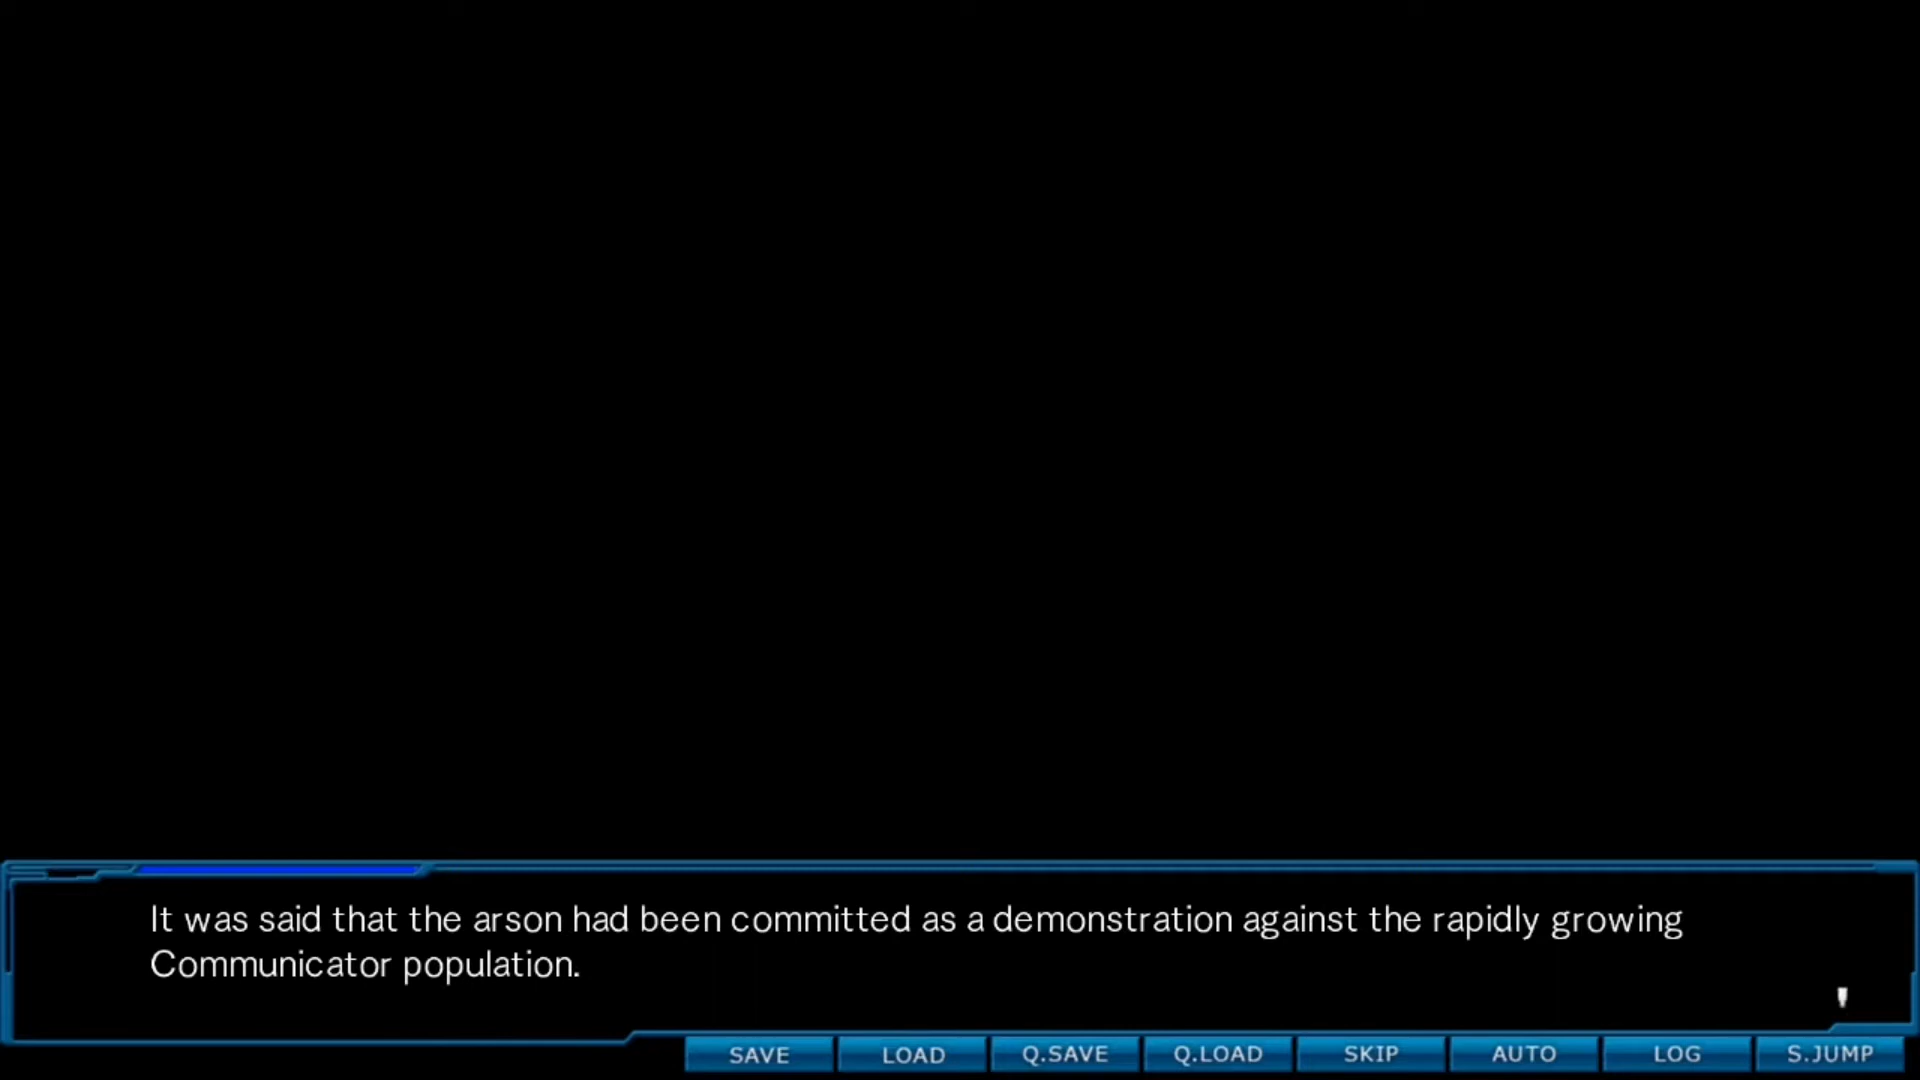 It was said that the arson had been committed as a demonstration against the rapidly growing
Communicator population.
SAVE LOAD Q.SAVE Q.LOAD SKIP AUTO LOG S.JUMP